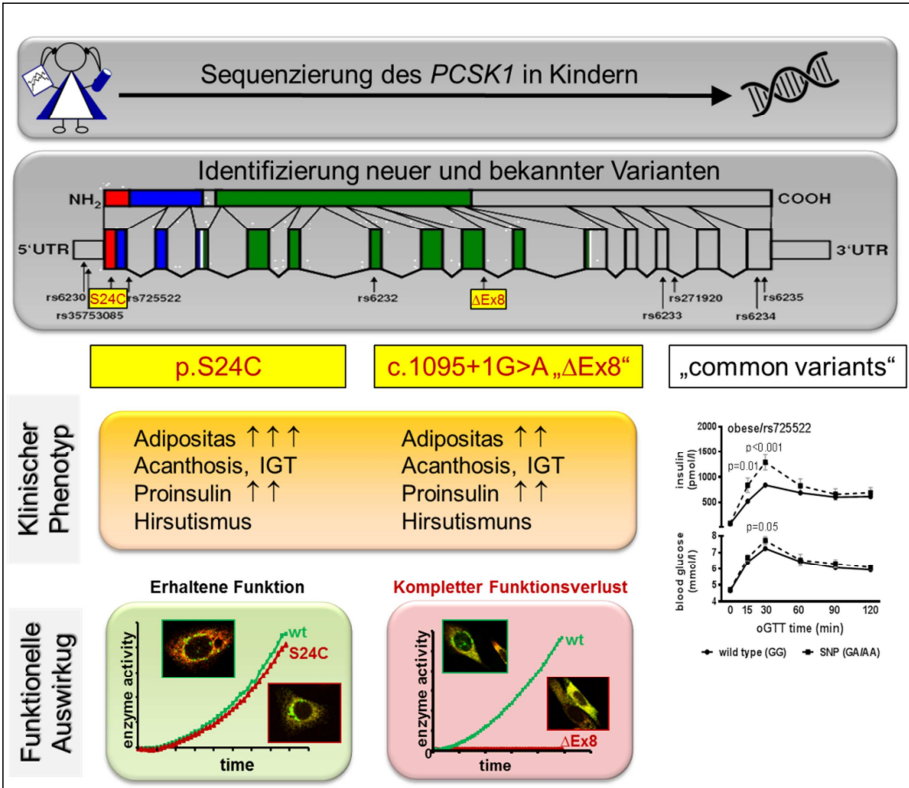 Sequenzierung des PCSK1 in Kindern
Identifizierung neuer und bekannter Varianten
NH2
COOH
5‘UTR
3‘UTR
rs6230
S24C
rs725522
rs35753085
rs6232
ΔEx8
rs6233
rs271920
rs6234
rs6235
p.S24C
c.1095+1G>A „ΔEx8“
„common variants“
Klinischer
Phenotyp
Adipositas ↑ ↑ ↑
Acanthosis, IGT
Proinsulin ↑ ↑
Hirsutismus
Adipositas ↑ ↑
Acanthosis, IGT
Proinsulin ↑ ↑
Hirsutismuns
obese/rs725522
insulin
(pmol/l)
2000
1500
1000
500
p=0.01
p<0.001
blood glucose
(mmol/l)
8
7
6
5
4
p=0.05
0 15 30 60 90 120
oGTT time (min)
wild type (GG)
SNP (GA/AA)
Funktionelle
Auswirkug
Erhaltene Funktion
enzyme activity
wt
S24C
time
Kompletter Funktionsverlust
enzyme activity
0
wt
ΔEx8
time